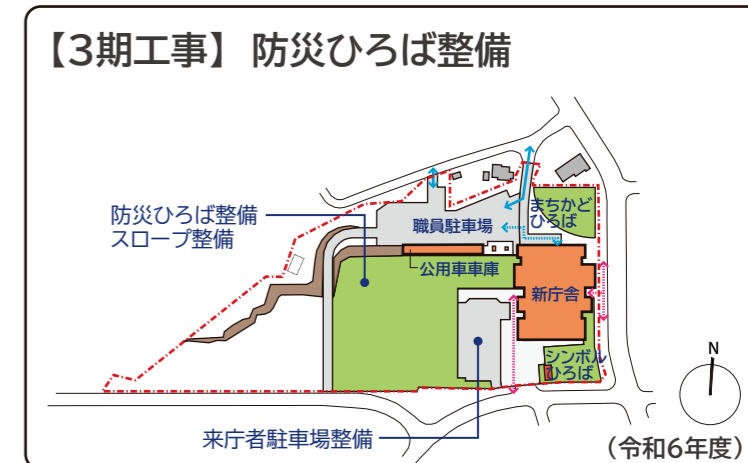 【3期工事】 防災ひろば整備
防災ひろば整備
スロープ整備
職員駐車場
まちかど
ひろば
公用車車庫
新庁舎
シンボル
ひろば
N
来庁者駐車場整備
(令和6年度)